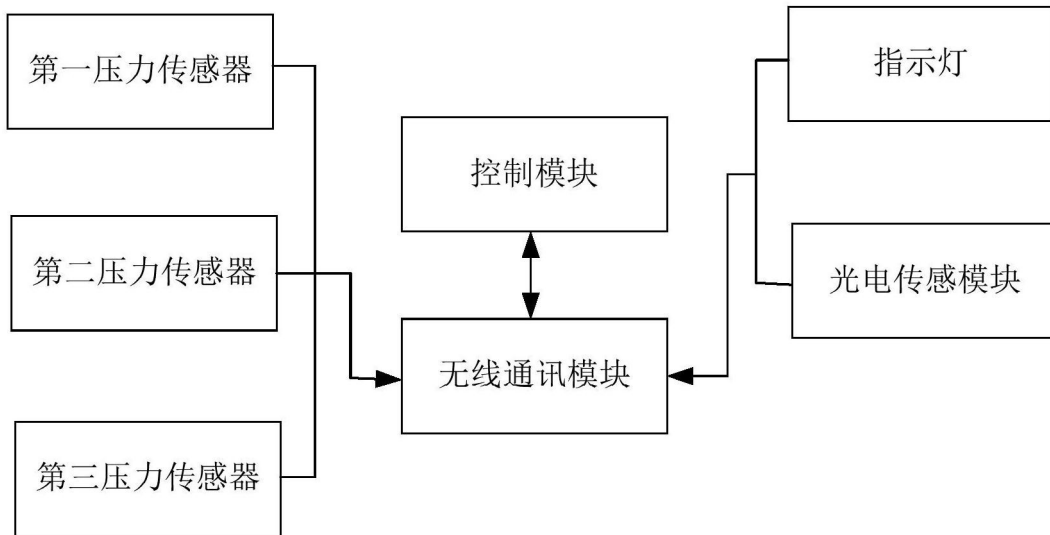 第一压力传感器
第二压力传感器
第三压力传感器
控制模块
无线通讯模块
指示灯
光电传感模块